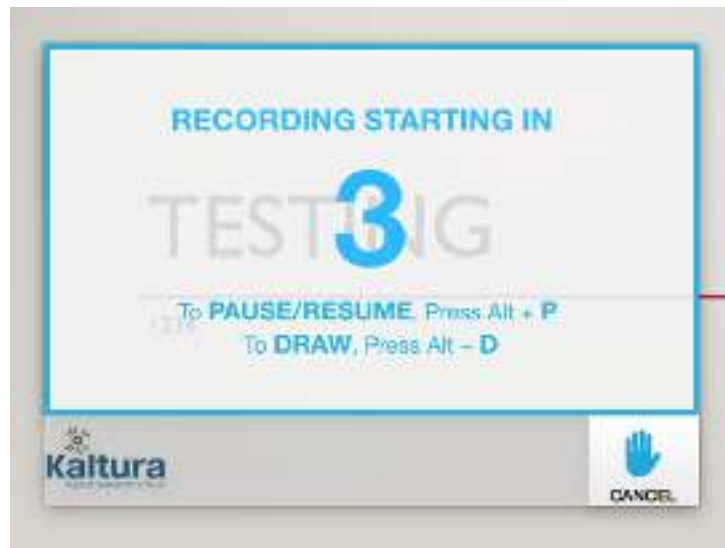 RECORDING STARTING IN
3
TESTING
To PAUSE/RESUME, Press Alt + P
To DRAW, Press Alt – D
Kaltura
CANCEL